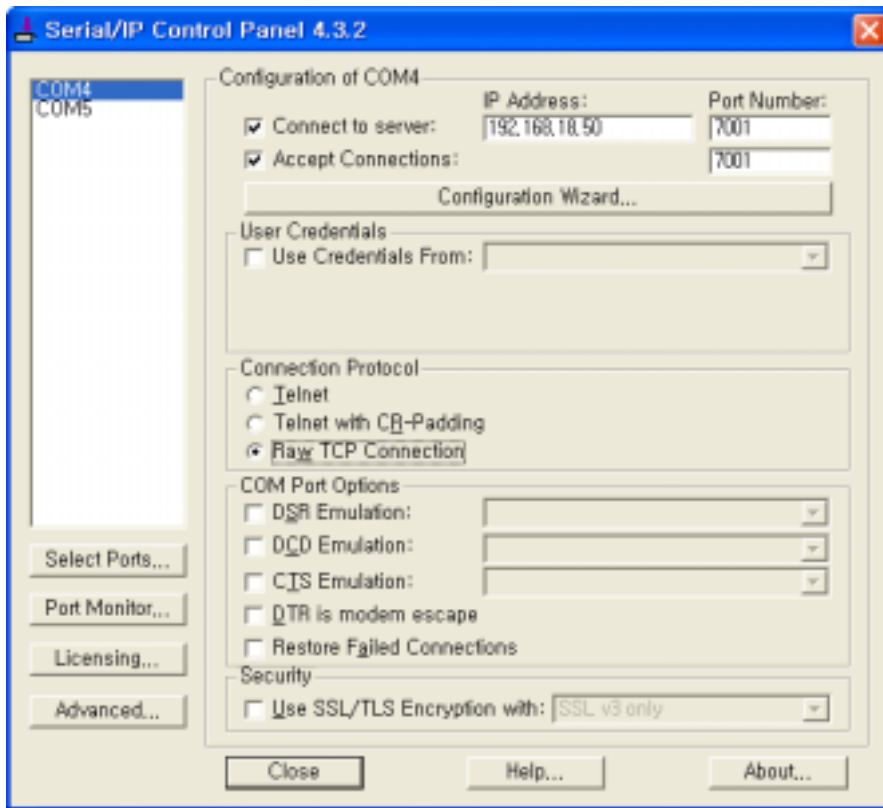 Serial/IP Control Panel 4.3.2
COM4
COM5
Configuration of COM4
IP Address: Port Number:
Connect to server: 192.168.18.50 7001
Accept Connections: 7001
Configuration Wizard...
User Credentials
Use Credentials From:
Connection Protocol
Telnet
Telnet with CR-Padding
Raw TCP Connection
COM Port Options
DSR Emulation:
DCD Emulation:
CTS Emulation:
DTR is modem escape
Restore Failed Connections
Security
Use SSL/TLS Encryption with: SSL v3 only
Select Ports...
Port Monitor...
Licensing...
Advanced...
Close Help... About...